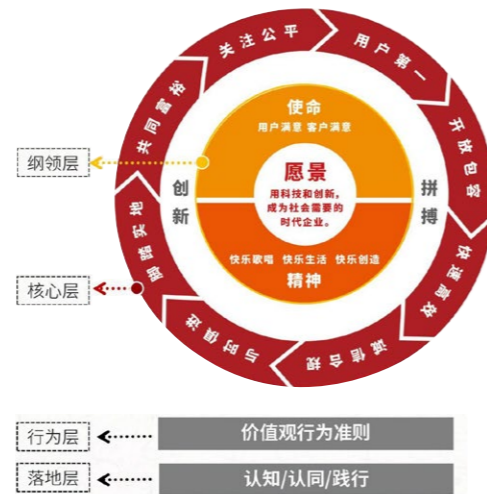 关注公平
用户第一
开放包容
快速高效
诚信合规
与时俱进
脚踏实地
共同富裕
使命
用户满意 客户满意
纲领层
愿景
用科技和创新，
成为社会需要的
时代企业。
创新
拼搏
快乐歌唱 快乐生活 快乐创造
精神
核心层
行为层
价值观行为准则
落地层
认知/认同/践行